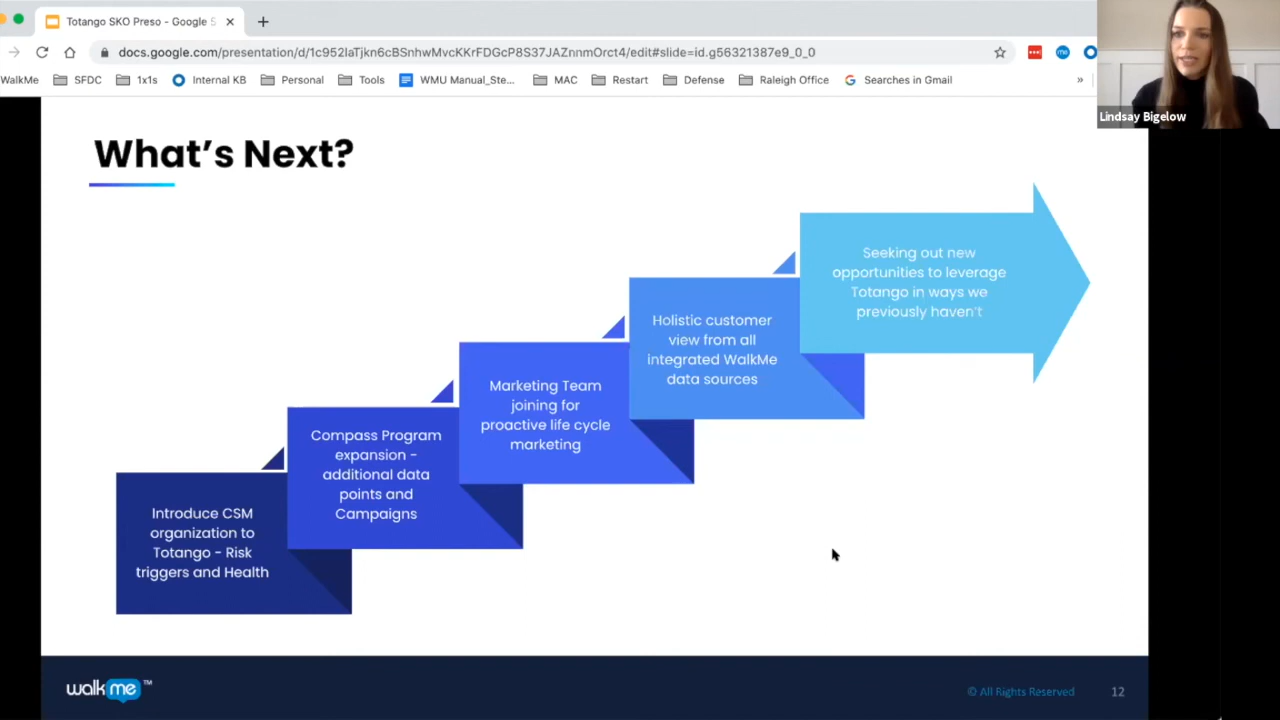 Totango SKO Preso - Google S
docs.google.com/presentation/d/1c952laTjkn6cBSnhwMvcKKrFDGcP8S37JAZnnmOrct4/edit#slide=id.g56321387e9_0_0
WalkMe
SFDC
1x1s
Internal KB
Personal
Tools
WMU Manual_Ste...
MAC
Restart
Defense
Raleigh Office
Searches in Gmail
»
Lindsay Bigelow
What's Next?
Introduce CSM
organization to
Totango - Risk
triggers and Health
Compass Program
expansion -
additional data
points and
Campaigns
Marketing Team
joining for
proactive life cycle
marketing
Holistic customer
view from all
integrated WalkMe
data sources
Seeking out new
opportunities to leverage
Totango in ways we
previously haven't
walkme™
© All Rights Reserved
12